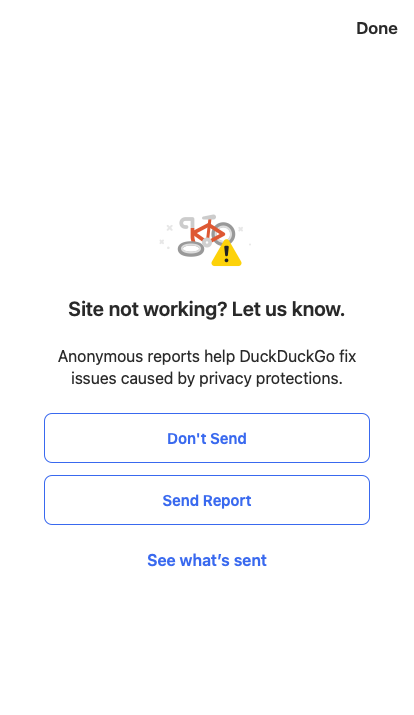 Done
Site not working? Let us know.
Anonymous reports help DuckDuckGo fix
issues caused by privacy protections.
Don't Send
Send Report
See what’s sent